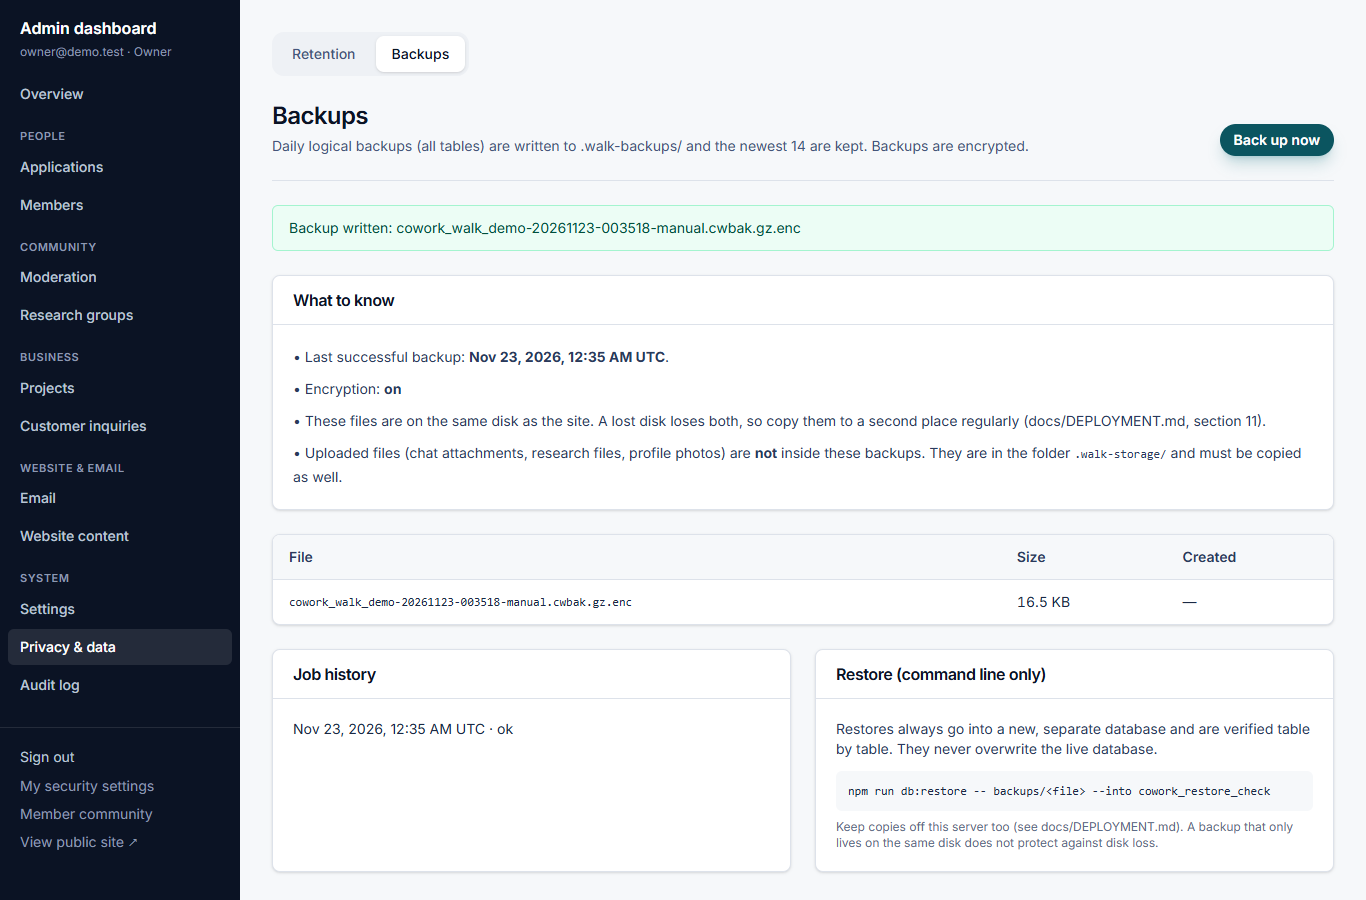 Admin dashboard
owner@demo.test · Owner
Overview
PEOPLE
Applications
Members
COMMUNITY
Moderation
Research groups
BUSINESS
Projects
Customer inquiries
WEBSITE & EMAIL
Email
Website content
SYSTEM
Settings
Privacy & data
Audit log
Sign out
My security settings
Member community
View public site ↗
Retention
Backups
Backups
Daily logical backups (all tables) are written to .walk-backups/ and the newest 14 are kept. Backups are encrypted.
Back up now
Backup written: cowork_walk_demo-20261123-003518-manual.cwbak.gz.enc
What to know
• Last successful backup: Nov 23, 2026, 12:35 AM UTC.
• Encryption: on
• These files are on the same disk as the site. A lost disk loses both, so copy them to a second place regularly (docs/DEPLOYMENT.md, section 11).
• Uploaded files (chat attachments, research files, profile photos) are not inside these backups. They are in the folder .walk-storage/ and must be copied
as well.
File Size Created
cowork_walk_demo-20261123-003518-manual.cwbak.gz.enc 16.5 KB —
Job history
Nov 23, 2026, 12:35 AM UTC · ok
Restore (command line only)
Restores always go into a new, separate database and are verified table
by table. They never overwrite the live database.
npm run db:restore -- backups/<file> --into cowork_restore_check
Keep copies off this server too (see docs/DEPLOYMENT.md). A backup that only
lives on the same disk does not protect against disk loss.